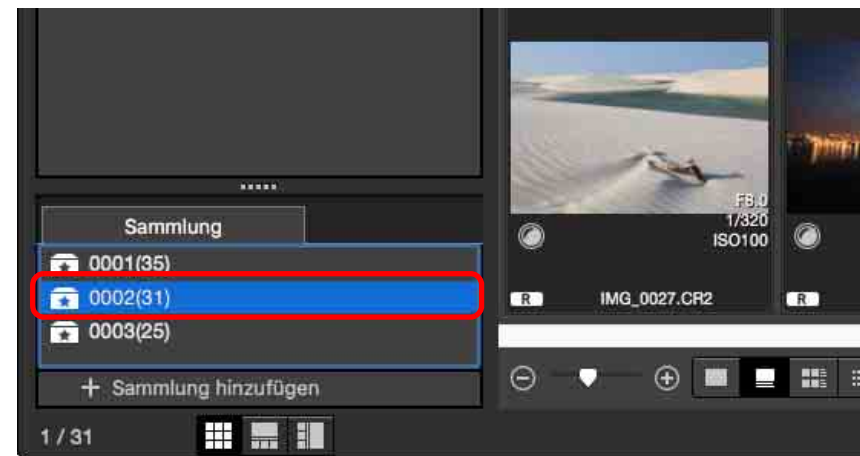 Sammlung
0001(35)
0002(31)
0003(25)
+ Sammlung hinzufügen
1 / 31
F8.0
1/320
ISO100
R IMG_0027.CR2
R